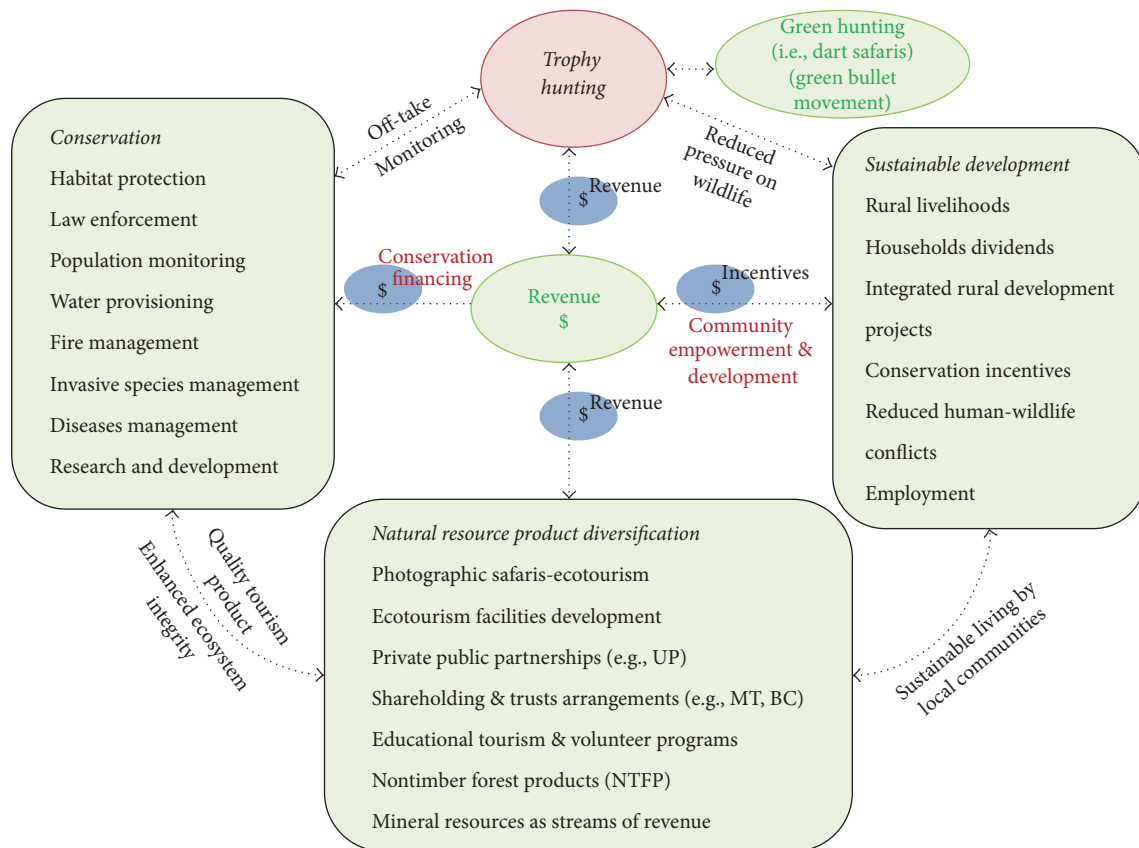 Trophy
hunting
Green hunting
(i.e., dart safaris)
(green bullet
movement)
Off-take
Monitoring
Reduced
pressure on
wildlife
Conservation
Habitat protection
Law enforcement
Population monitoring
Water provisioning
Fire management
Invasive species management
Diseases management
Research and development
Revenue
$
Conservation
financing
$
Revenue
$
Incentives
$
Community
empowerment &
development
Revenue
$
Sustainable development
Rural livelihoods
Households dividends
Integrated rural development
projects
Conservation incentives
Reduced human-wildlife
conflicts
Employment
Quality tourism
product
Enhanced ecosystem
integrity
Natural resource product diversification
Photographic safaris-ecotourism
Ecotourism facilities development
Private public partnerships (e.g., UP)
Shareholding & trusts arrangements (e.g., MT, BC)
Educational tourism & volunteer programs
Nontimber forest products (NTFP)
Mineral resources as streams of revenue
Sustainable living by
local communities